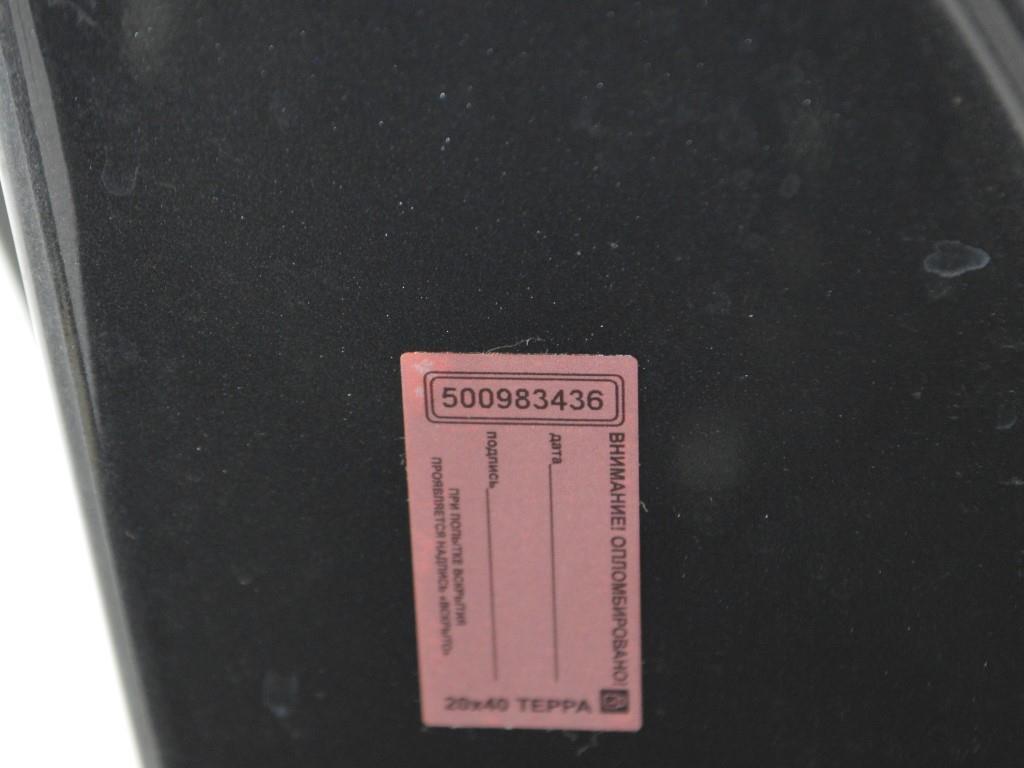 500983436
ВНИМАНИЕ! ОПЛОМБИРОВАНО!
дата
подпись
ПРИ ПОПЫТКЕ ВСКРЫТИЯ
ПРОЯВЛЯЕТСЯ НАДПИСЬ «ВСКРЫТО»
20x40 ТЕРРА